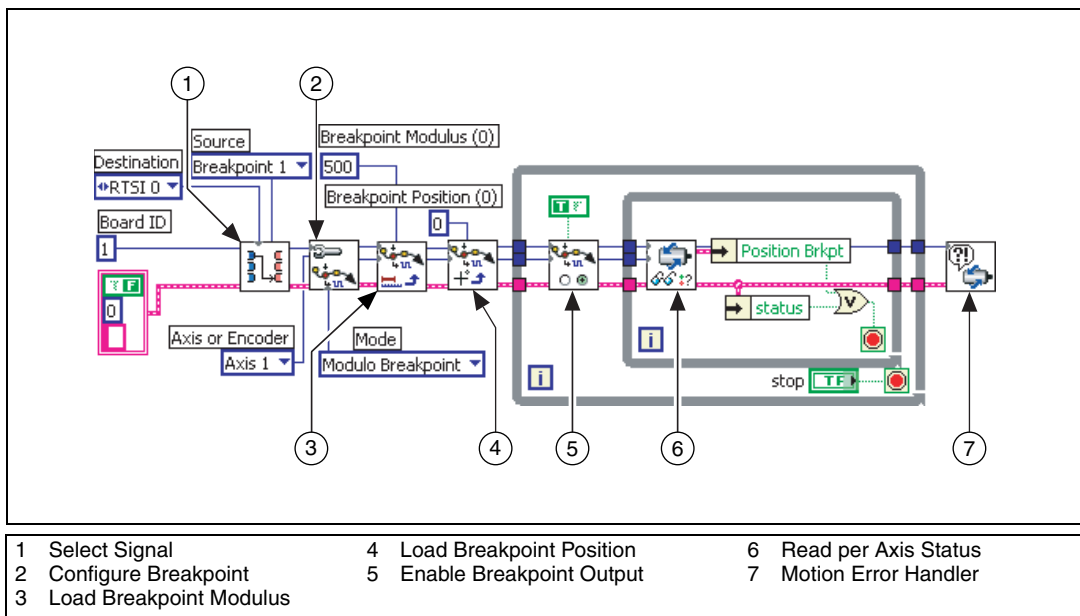 1
2
Source
Breakpoint Modulus (0)
Destination
Breakpoint 1
500
RTSI 0
Breakpoint Position (0)
Board ID
0
T
1
Position Brkpt
F
0
status
V
Axis or Encoder
Mode
i
Axis 1
Modulo Breakpoint
i
stop
TF
3
4
5
6
7
1 Select Signal
2 Configure Breakpoint
3 Load Breakpoint Modulus
4 Load Breakpoint Position
5 Enable Breakpoint Output
6 Read per Axis Status
7 Motion Error Handler